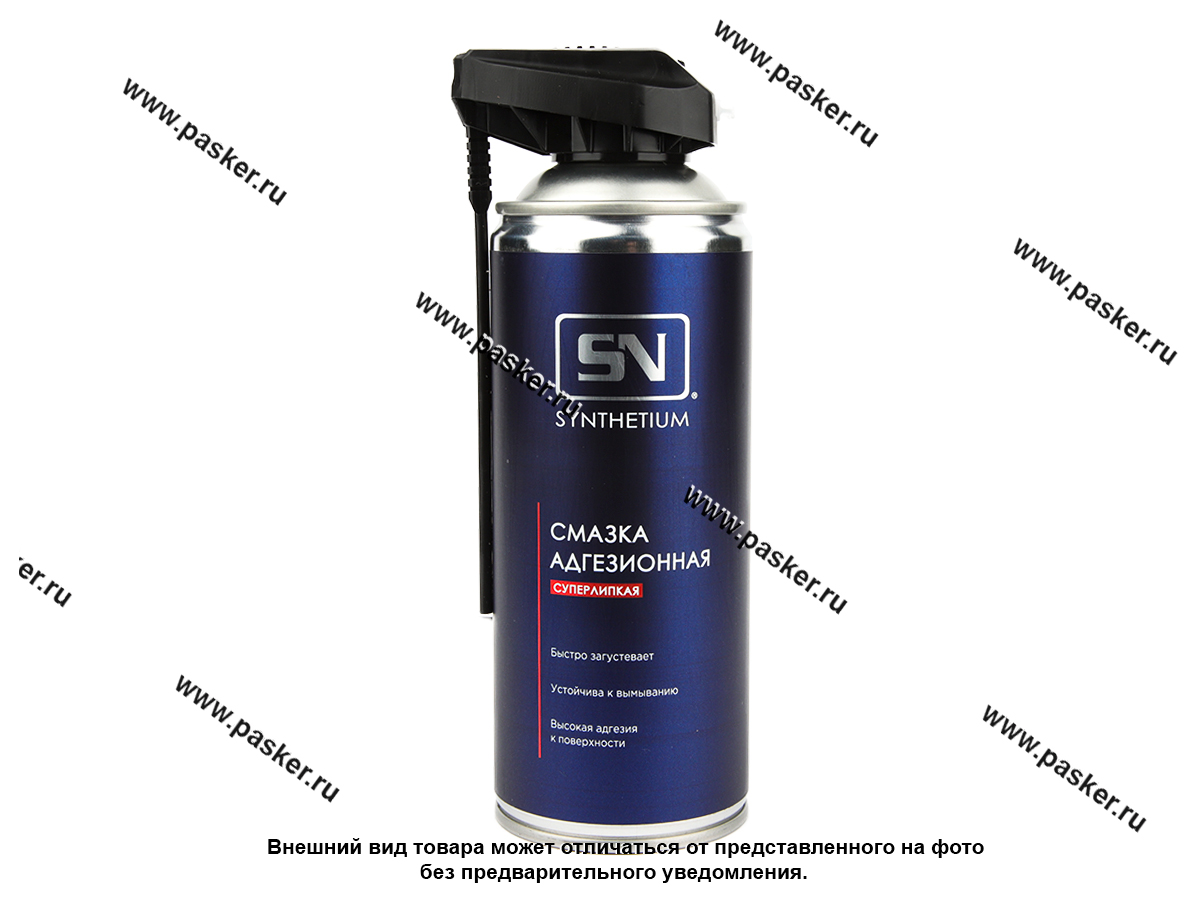 www.pasker.ru
www.pasker.ru
www.pasker.ru
www.pasker.ru
SN
®
SYNTHETIUM
www.pasker.ru
СМАЗКА
АДГЕЗИОННАЯ
СУПЕРЛИПКАЯ
er.ru
Быстро загустевает
Устойчива к вымыванию
www.pasker.ru
www.pasker.ru
Высокая адгезия
к поверхности
Внешний вид товара может отличаться от представленного на фото
без предварительного уведомления.